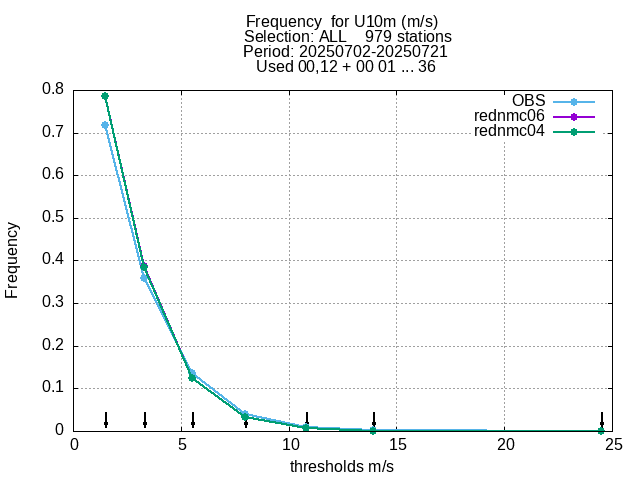 Frequency  for U10m (m/s)
Selection: ALL    979 stations
Period: 20250702-20250721
Used 00,12 + 00 01 ... 36
OBS
rednmc06
rednmc04
Frequency
0.8
0.7
0.6
0.5
0.4
0.3
0.2
0.1
0
0 5 10 15 20 25
thresholds m/s